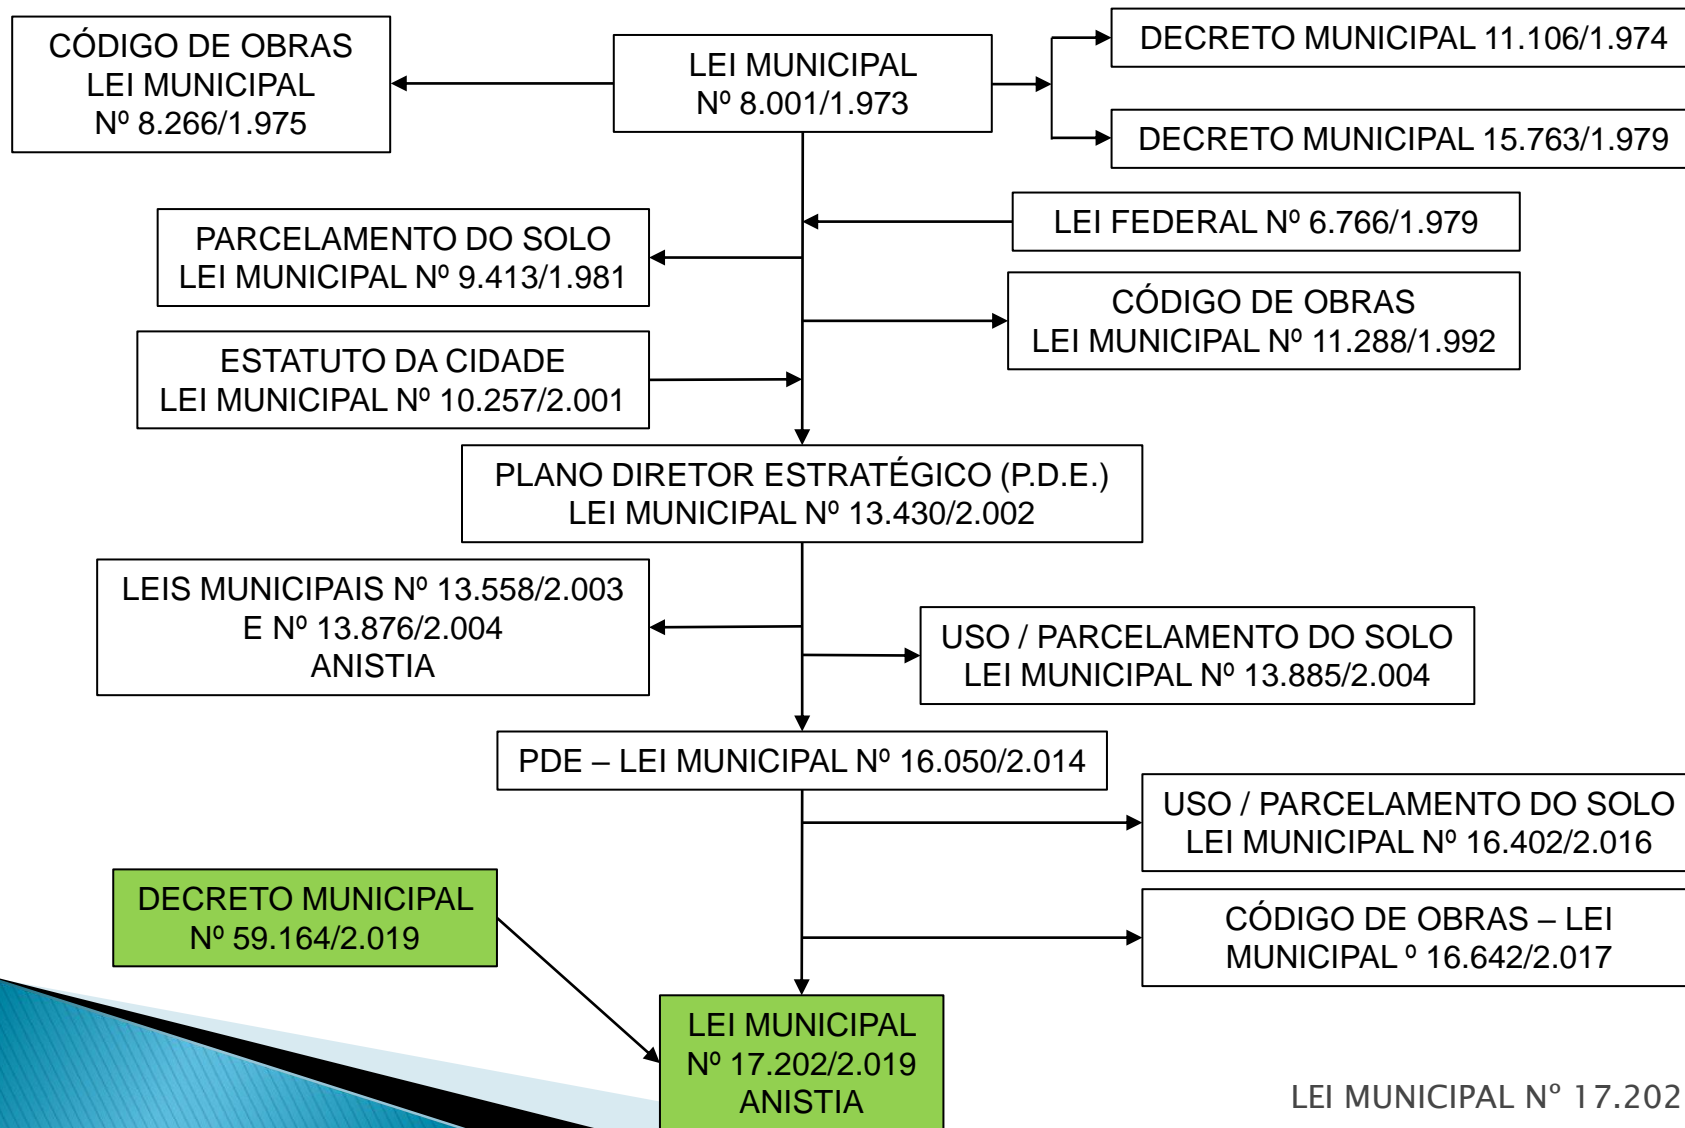 CÓDIGO DE OBRAS
LEI MUNICIPAL
Nº 8.266/1.975
LEI MUNICIPAL
Nº 8.001/1.973
DECRETO MUNICIPAL 11.106/1.974
DECRETO MUNICIPAL 15.763/1.979
LEI FEDERAL Nº 6.766/1.979
PARCELAMENTO DO SOLO
LEI MUNICIPAL Nº 9.413/1.981
CÓDIGO DE OBRAS
LEI MUNICIPAL Nº 11.288/1.992
ESTATUTO DA CIDADE
LEI MUNICIPAL Nº 10.257/2.001
PLANO DIRETOR ESTRATÉGICO (P.D.E.)
LEI MUNICIPAL Nº 13.430/2.002
LEIS MUNICIPAIS Nº 13.558/2.003
E Nº 13.876/2.004
ANISTIA
USO / PARCELAMENTO DO SOLO
LEI MUNICIPAL Nº 13.885/2.004
PDE – LEI MUNICIPAL Nº 16.050/2.014
USO / PARCELAMENTO DO SOLO
LEI MUNICIPAL Nº 16.402/2.016
DECRETO MUNICIPAL
Nº 59.164/2.019
CÓDIGO DE OBRAS – LEI
MUNICIPAL º 16.642/2.017
LEI MUNICIPAL
Nº 17.202/2.019
ANISTIA
LEI MUNICIPAL Nº 17.202